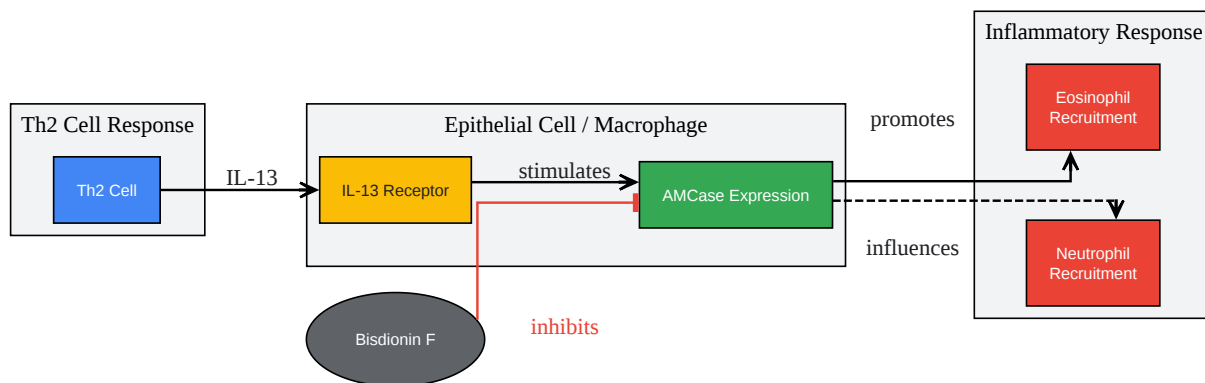 Inflammatory Response
Eosinophil
Recruitment
promotes
Th2 Cell Response
Epithelial Cell / Macrophage
Th2 Cell
IL-13
IL-13 Receptor
stimulates
AMCase Expression
influences
Neutrophil
Recruitment
Bisdionin F
inhibits